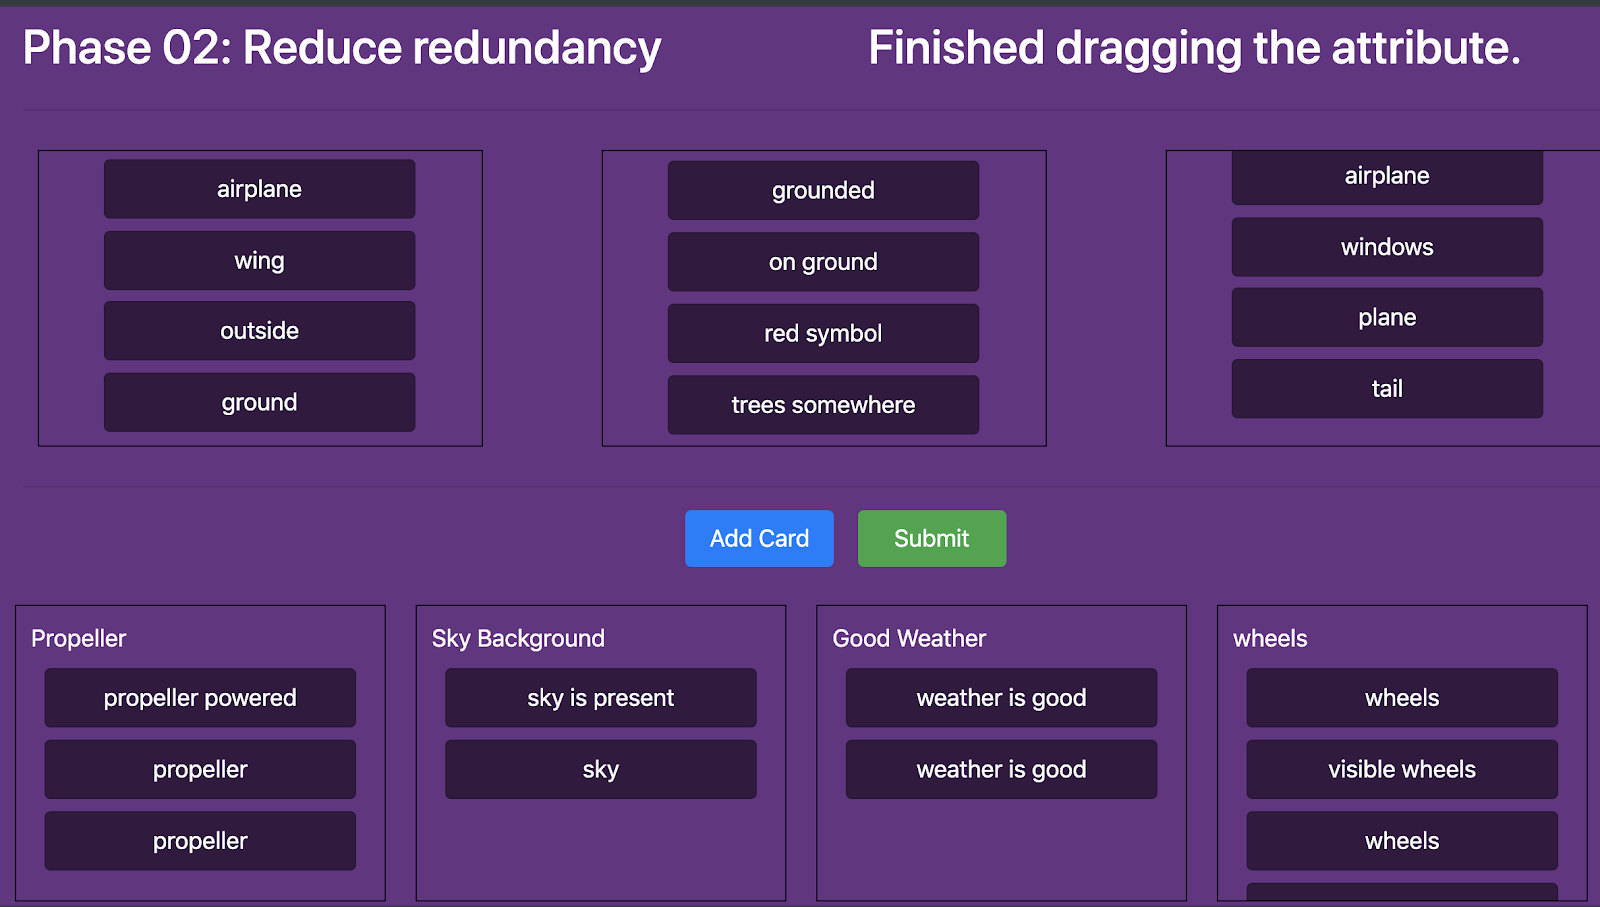 Phase 02: Reduce redundancy
Finished dragging the attribute.
airplane
wing
outside
ground
grounded
on ground
red symbol
trees somewhere
airplane
windows
plane
tail
Add Card
Submit
Propeller
propeller powered
propeller
propeller
Sky Background
sky is present
sky
Good Weather
weather is good
weather is good
wheels
wheels
visible wheels
wheels